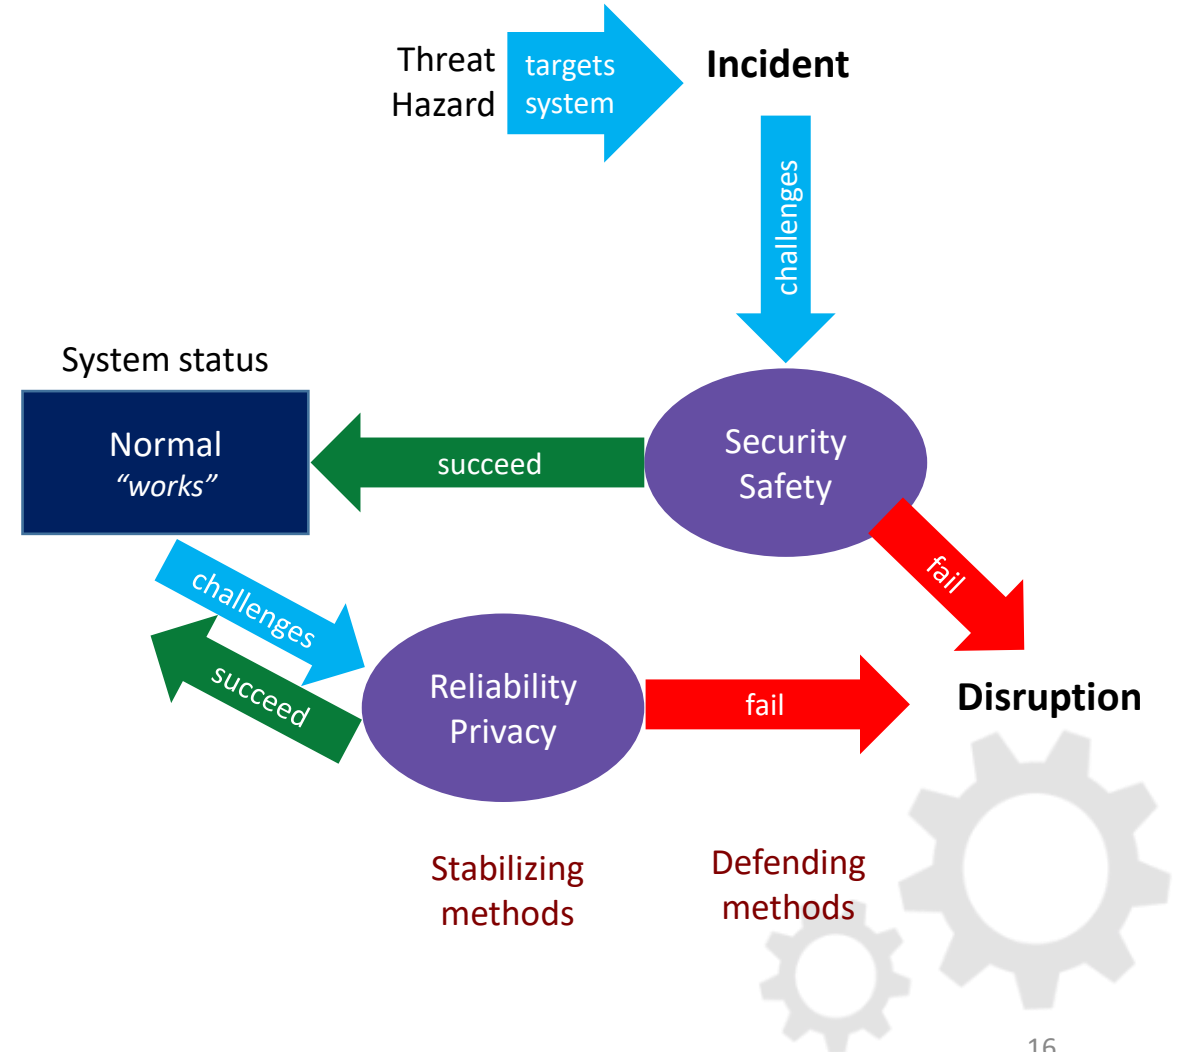 Threat
Hazard
targets
system
Incident
challenges
System status
Normal
“works”
succeed
Security
Safety
fail
challenges
succeed
Reliability
Privacy
fail
Disruption
Stabilizing
methods
Defending
methods
16